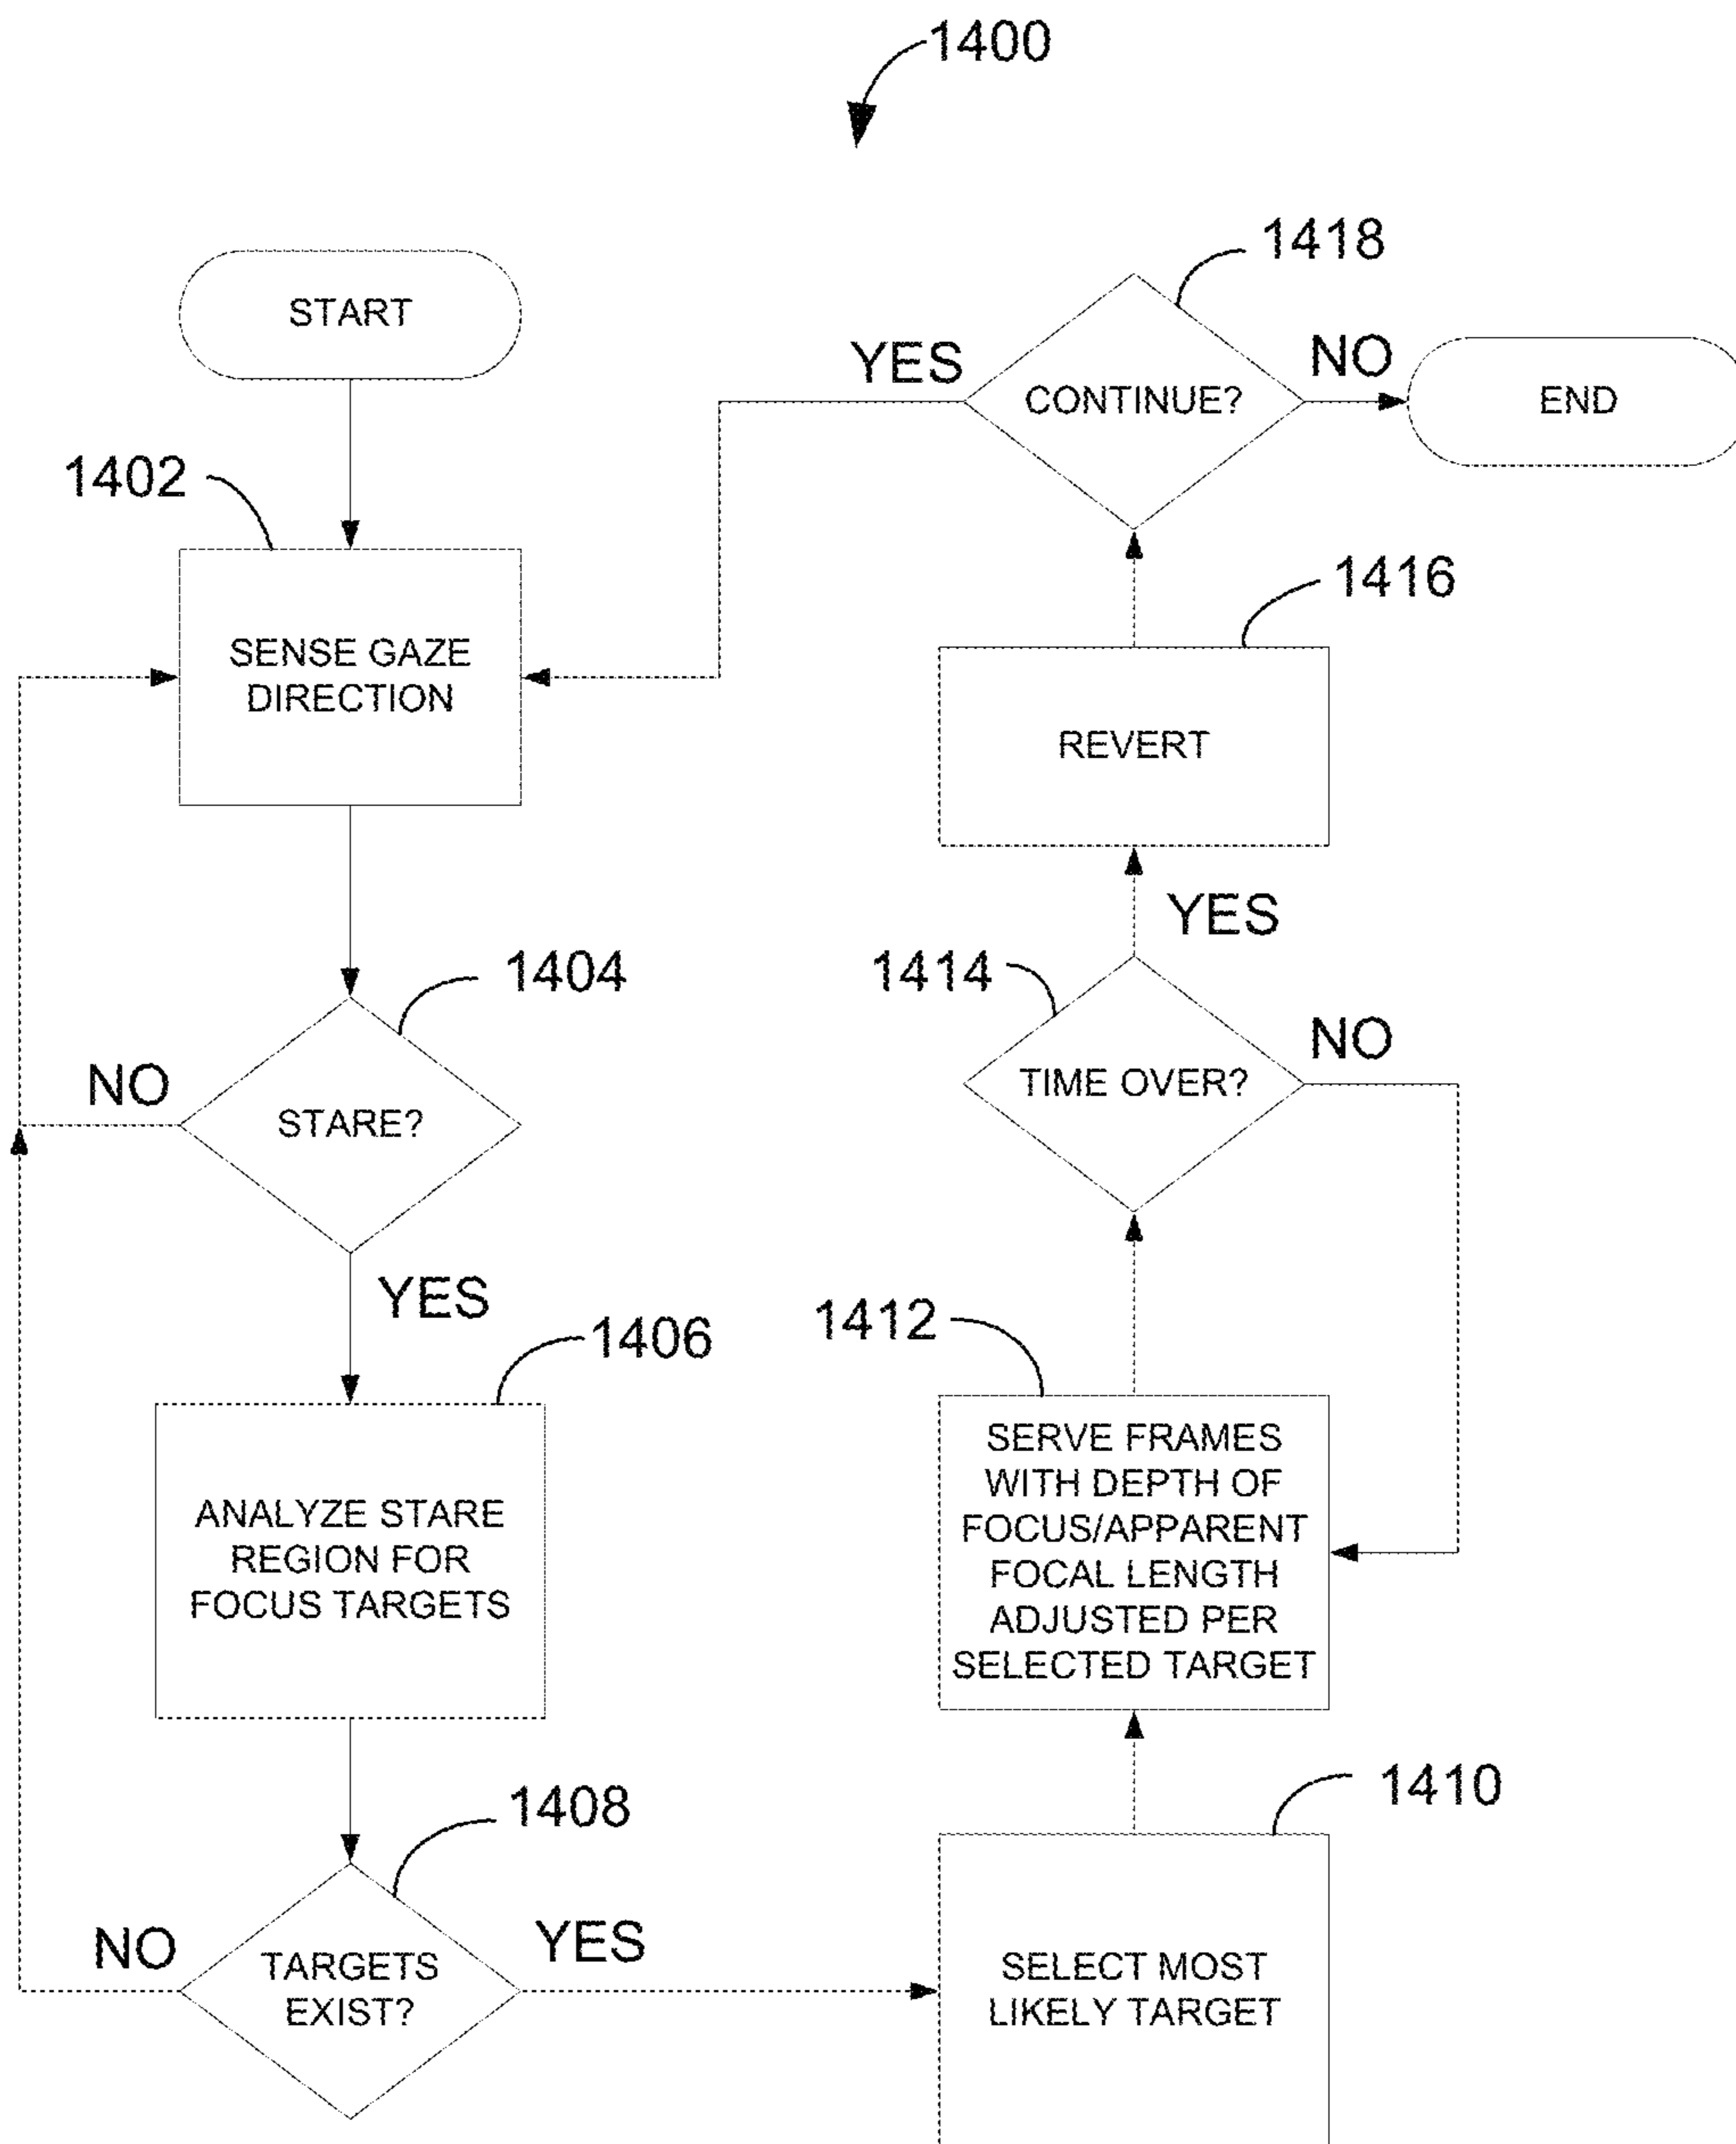 1400
START
1402
SENSE GAZE
DIRECTION
1404
NO
STARE?
YES
1406
ANALYZE STARE
REGION FOR
FOCUS TARGETS
1408
NO
TARGETS
EXIST?
YES
1410
SELECT MOST
LIKELY TARGET
1412
SERVE FRAMES
WITH DEPTH OF
FOCUS/APPARENT
FOCAL LENGTH
ADJUSTED PER
SELECTED TARGET
1414
TIME OVER?
NO
YES
1416
REVERT
1418
CONTINUE?
YES
NO
END